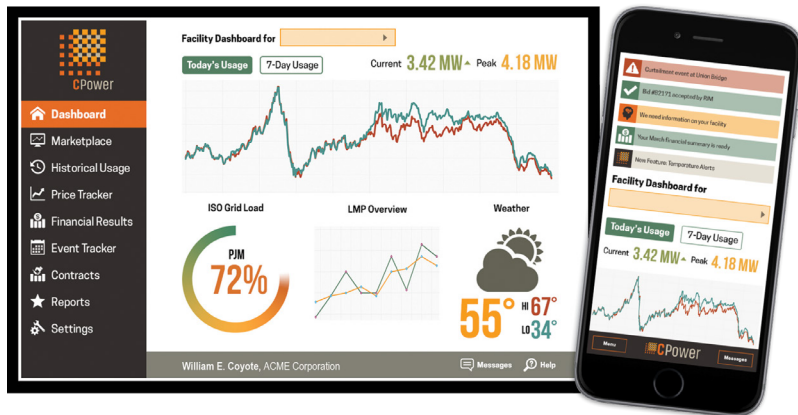 CPower
Dashboard
Marketplace
Historical Usage
Price Tracker
Financial Results
Event Tracker
Contracts
Reports
Settings
Facility Dashboard for
Today's Usage 7-Day Usage Current 3.42 MW Peak 4.18 MW
ISO Grid Load LMP Overview Weather
PJM
72%
55° HI 67°
LO 34°
William E. Coyote, ACME Corporation Messages Help
Curtailment event at Union Bridge
accepted by RIM
We need information on your facility
Your March financial summary is ready
New Feature: Temperature Alerts
Facility Dashboard for
Today's Usage 7-Day Usage
Current 3.42 MW Peak 4.18 MW
Menu CPower Messages